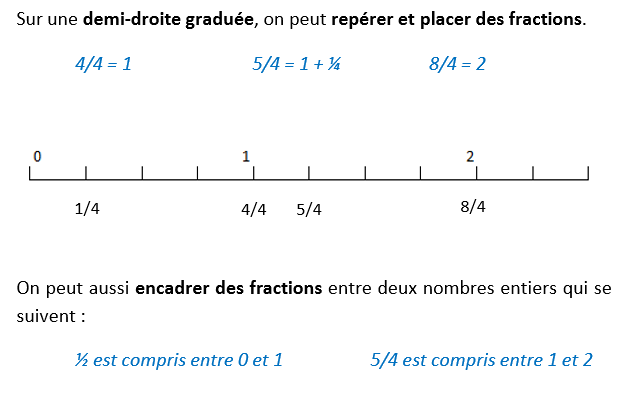 Sur une demi-droite graduée, on peut repérer et placer des fractions.
4/4 = 1 5/4 = 1 + ¼ 8/4 = 2
0 1 2
1/4 4/4 5/4 8/4
On peut aussi encadrer des fractions entre deux nombres entiers qui se
suivent :
½ est compris entre 0 et 1 5/4 est compris entre 1 et 2